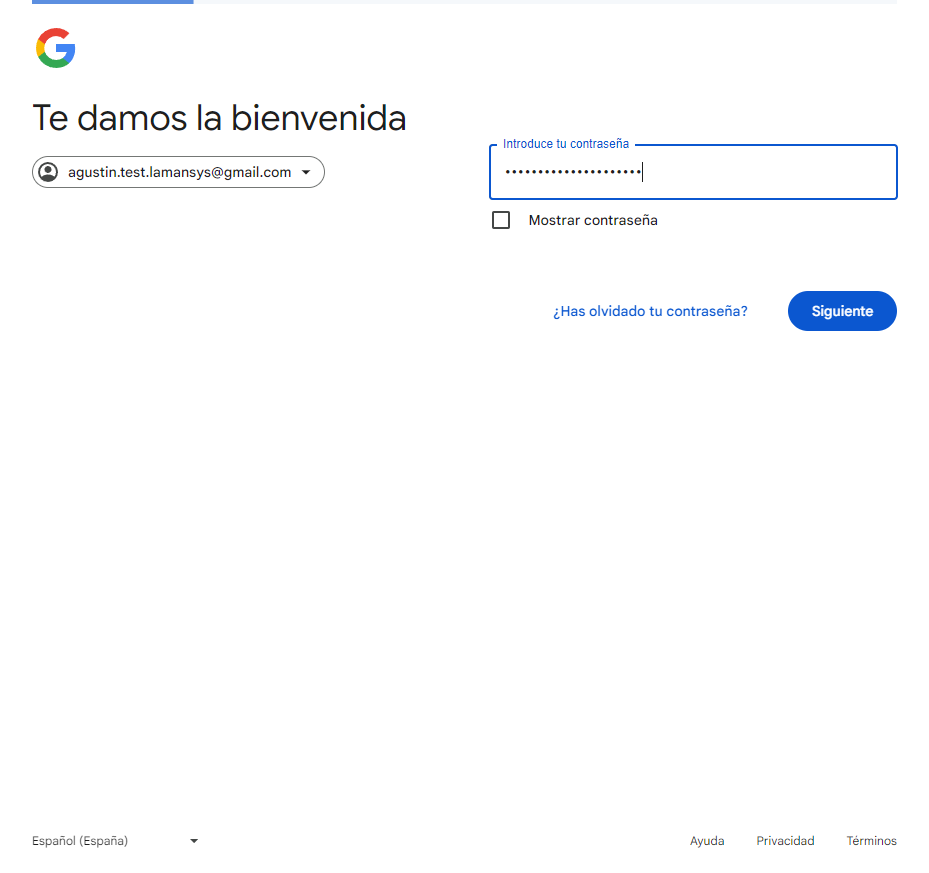 Te damos la bienvenida
agustin.test.lamansys@gmail.com
Introduce tu contraseña
•••••••••••••••••••••
Mostrar contraseña
¿Has olvidado tu contraseña?
Siguiente
Español (España)
Ayuda
Privacidad
Términos